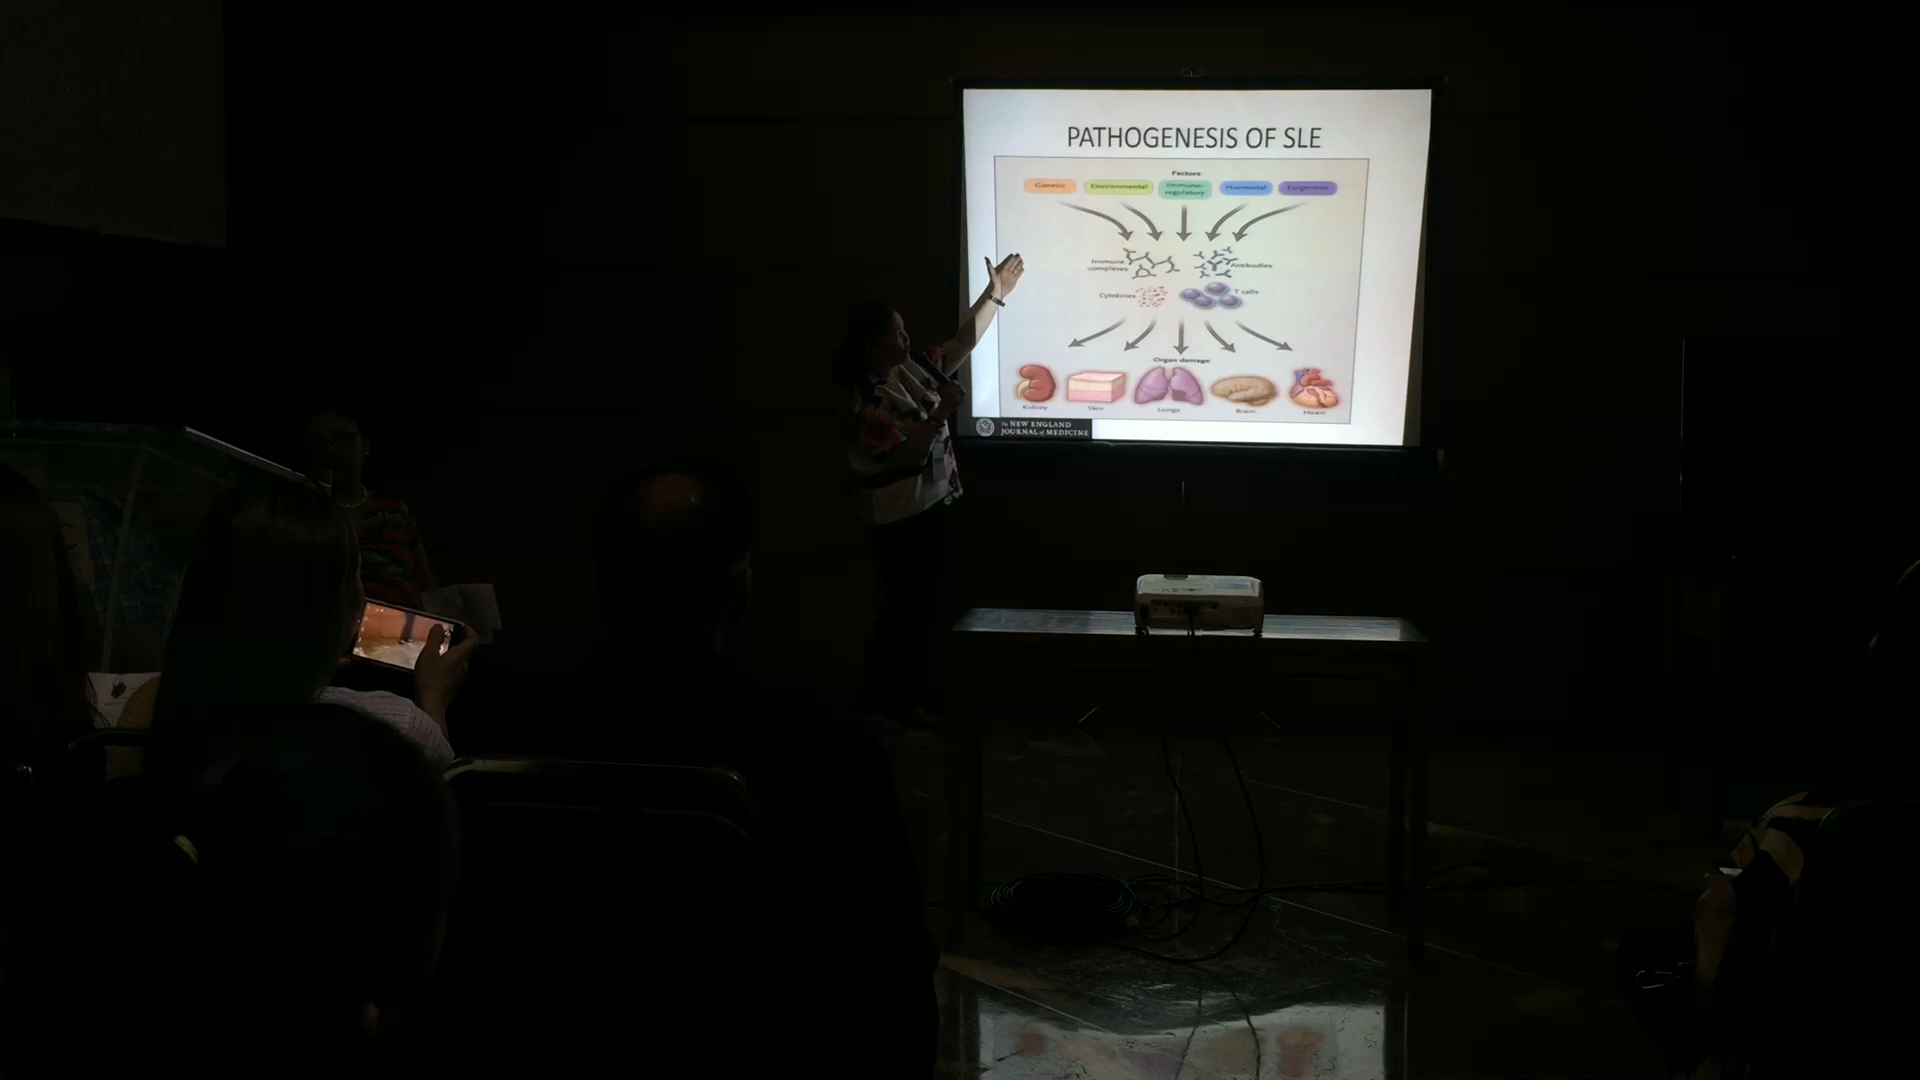 PATHOGENESIS OF SLE
Factors
Genetic
Environmental
Immuno-
regulatory
Hormonal
Epigenetic
Immune
complexes
Antibodies
Cytokines
T cells
Organ damage
Kidney
Skin
Lungs
Brain
Heart
The NEW ENGLAND
JOURNAL of MEDICINE